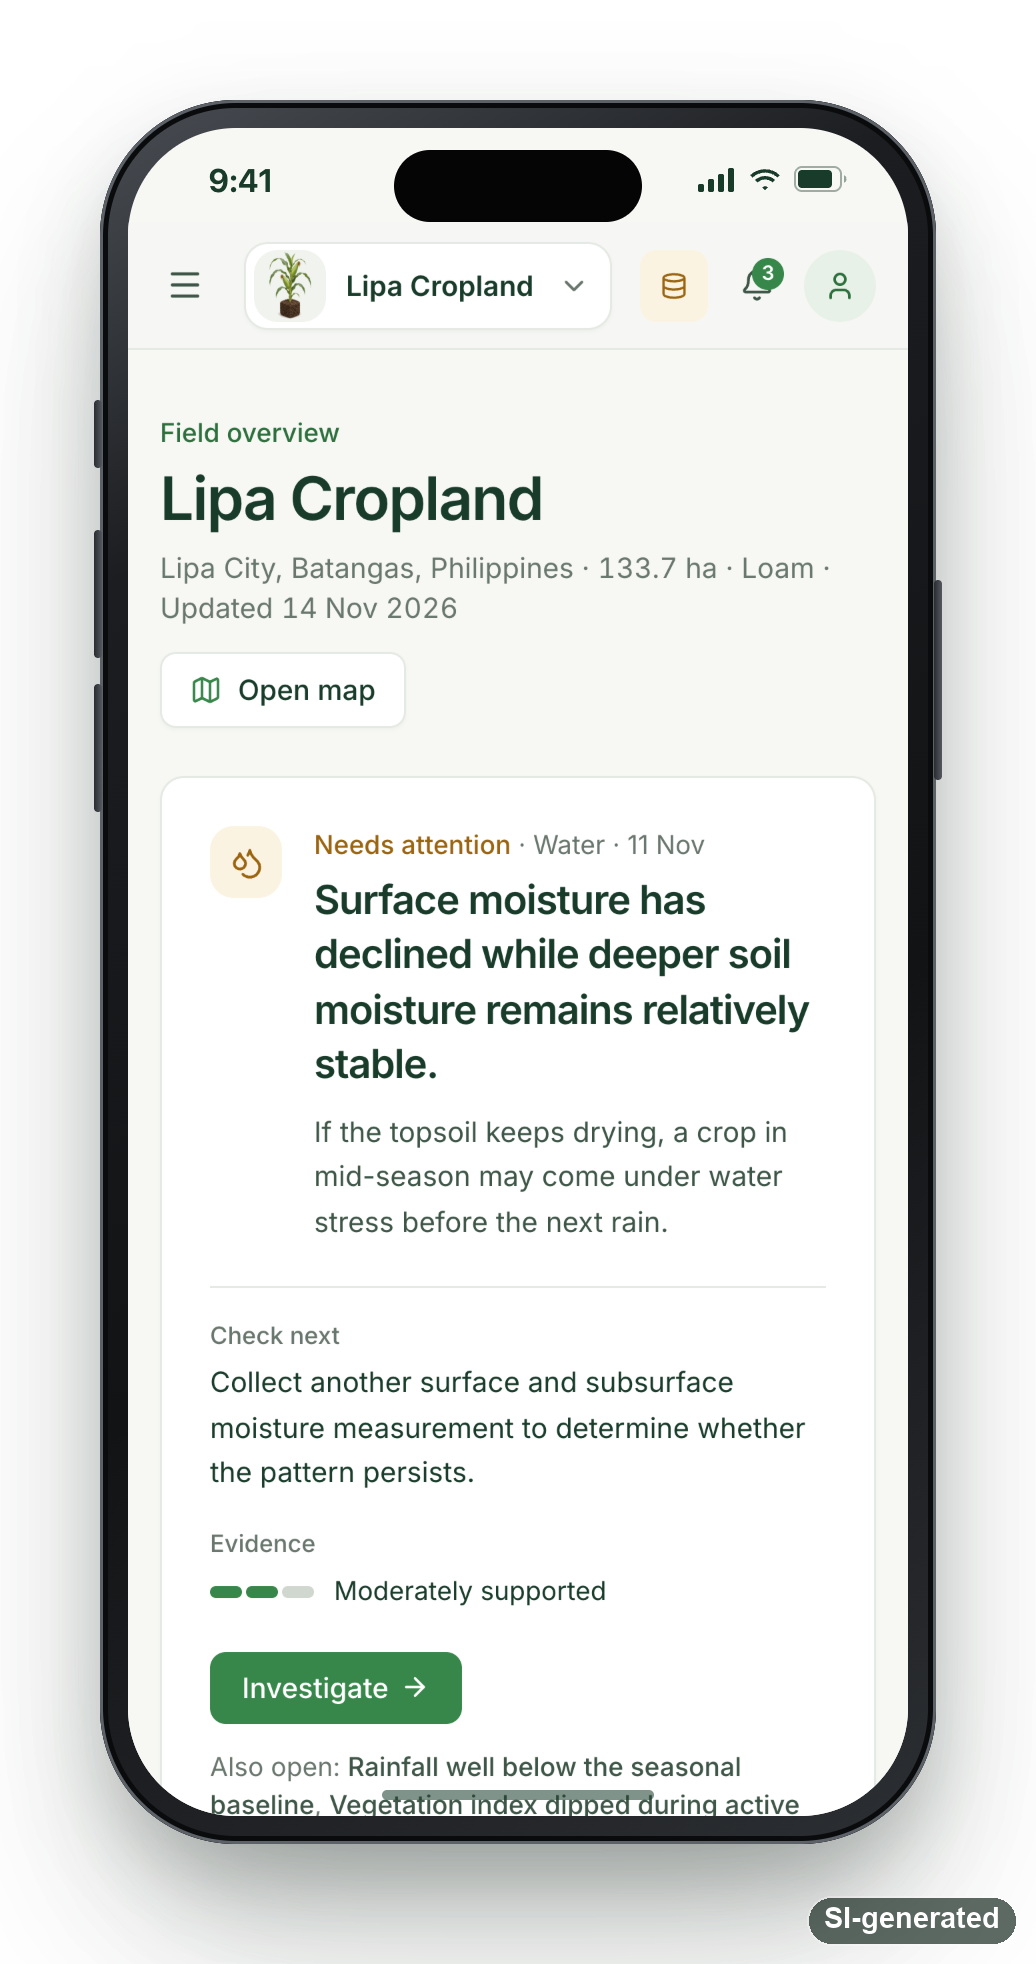 9:41
Lipa Cropland
3
Field overview
Lipa Cropland
Lipa City, Batangas, Philippines · 133.7 ha · Loam ·
Updated 14 Nov 2026
Open map
Needs attention · Water · 11 Nov
Surface moisture has
declined while deeper soil
moisture remains relatively
stable.
If the topsoil keeps drying, a crop in
mid-season may come under water
stress before the next rain.
Check next
Collect another surface and subsurface
moisture measurement to determine whether
the pattern persists.
Evidence
Moderately supported
Investigate →
Also open: Rainfall well below the seasonal
baseline, Vegetation index dipped during active
SI-generated